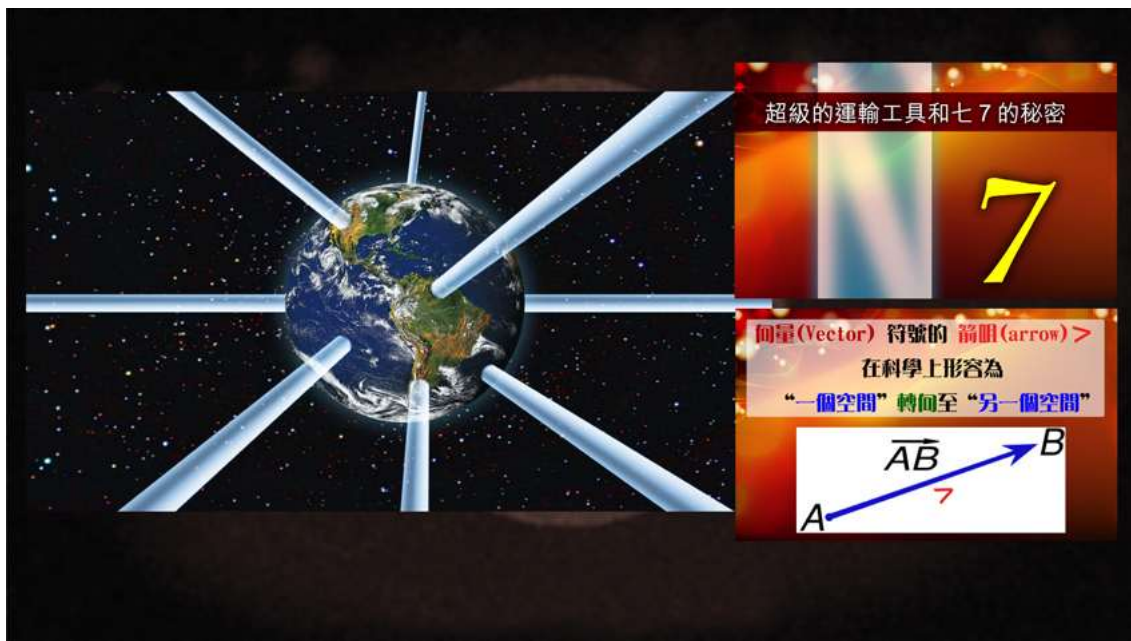 超級的運輸工具和七 7 的秘密
N 7
向量(Vector) 符號的 箭咀(arrow) >
在科學上形容為
“一個空間” 轉向至 “另一個空間”
AB
B
>
A